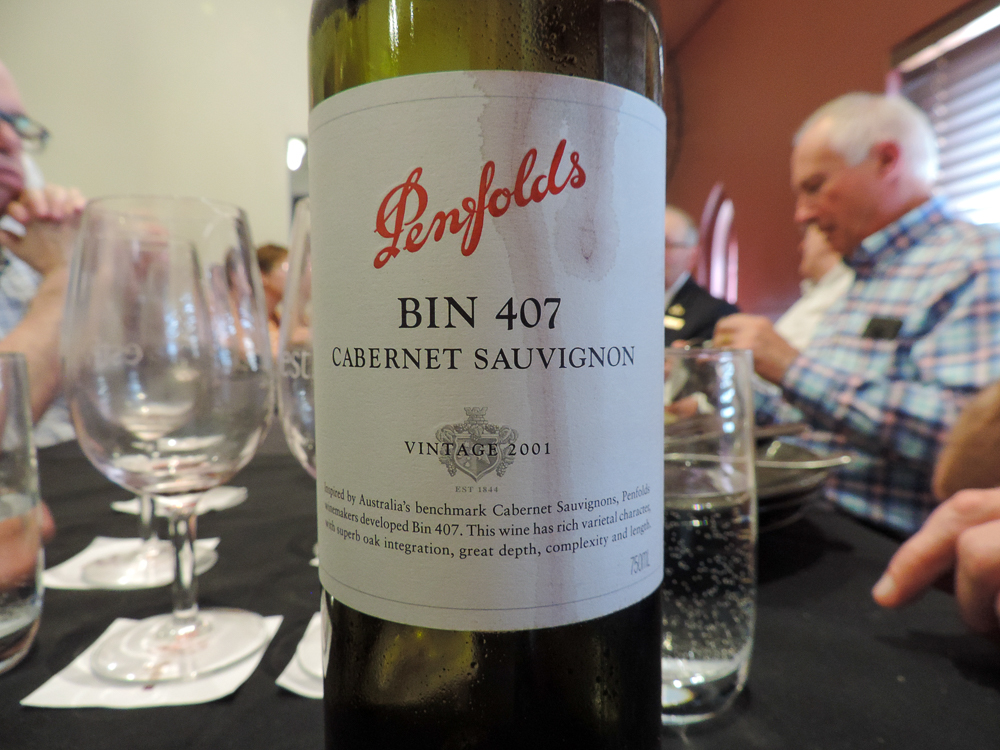 Penfolds
BIN 407
CABERNET SAUVIGNON
VINTAGE 2001
EST 1844
Inspired by Australia's benchmark Cabernet Sauvignons, Penfolds
winemakers developed Bin 407. This wine has rich varietal character,
with superb oak integration, great depth, complexity and length.
750ML
est